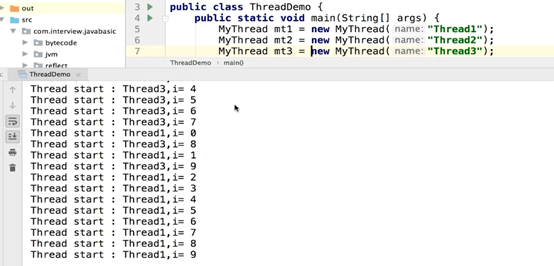 out
src
com.interview.javabasic
bytecode
jvm
reflect
3 public class ThreadDemo {
4 public static void main(String[] args) {
5 MyThread mt1 = new MyThread( name: "Thread1");
6 MyThread mt2 = new MyThread( name: "Thread2");
7 MyThread mt3 = new MyThread( name: "Thread3");
ThreadDemo › main()
ThreadDemo ×
Thread start : Thread3,i= 4
Thread start : Thread3,i= 5
Thread start : Thread3,i= 6
Thread start : Thread3,i= 7
Thread start : Thread1,i= 0
Thread start : Thread3,i= 8
Thread start : Thread1,i= 1
Thread start : Thread3,i= 9
Thread start : Thread1,i= 2
Thread start : Thread1,i= 3
Thread start : Thread1,i= 4
Thread start : Thread1,i= 5
Thread start : Thread1,i= 6
Thread start : Thread1,i= 7
Thread start : Thread1,i= 8
Thread start : Thread1,i= 9